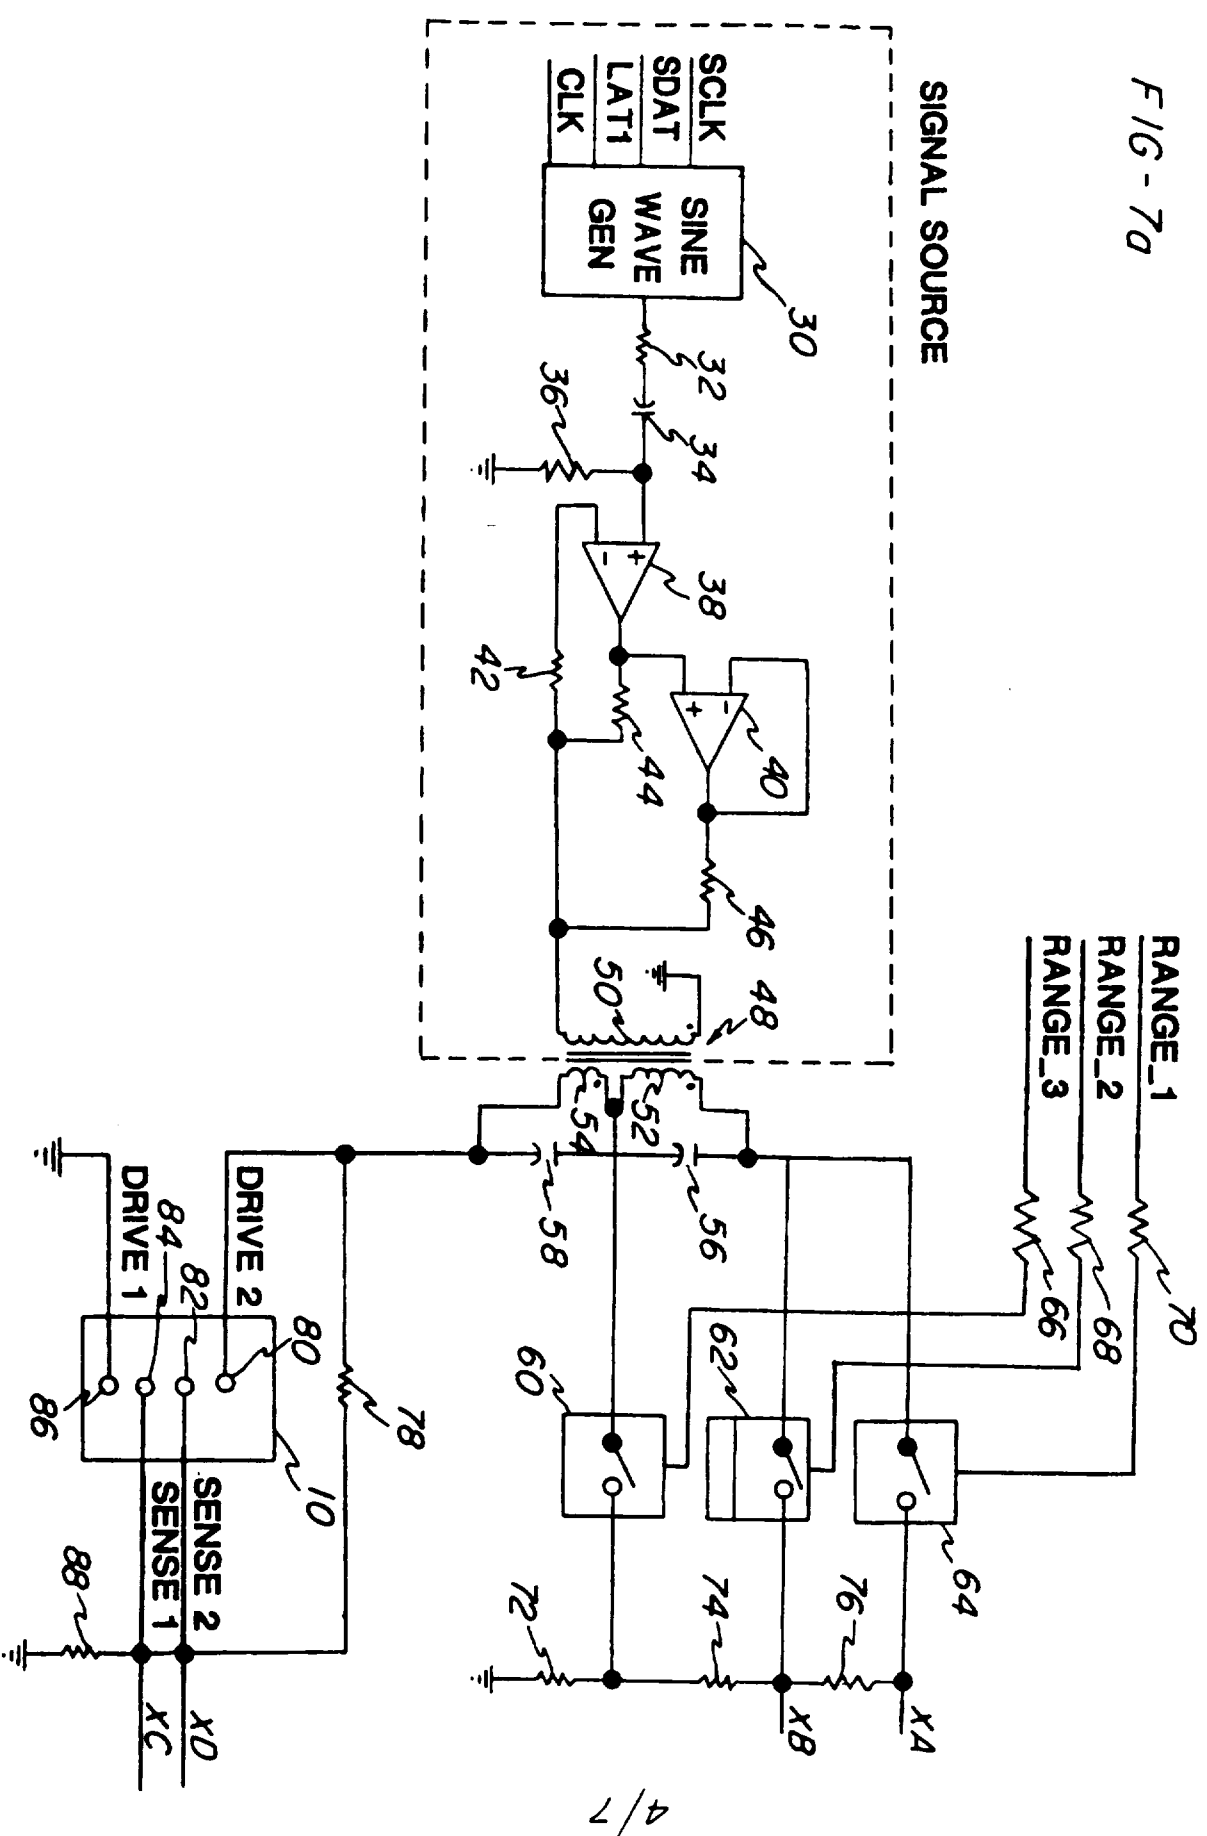 FIG-7a
SIGNAL SOURCE
SCLK
SDAT
LAT1
CLK
SINE
WAVE
GEN
30
32
34
36
38
40
42
44
46
48
50
52
54
56
58
RANGE_1
RANGE_2
RANGE_3
70
68
66
64
62
60
76
74
72
XA
XB
DRIVE 2
DRIVE 1
84
82
80
86
78
10
SENSE 2
SENSE 1
88
XD
XC
+
-
-
+
4/7